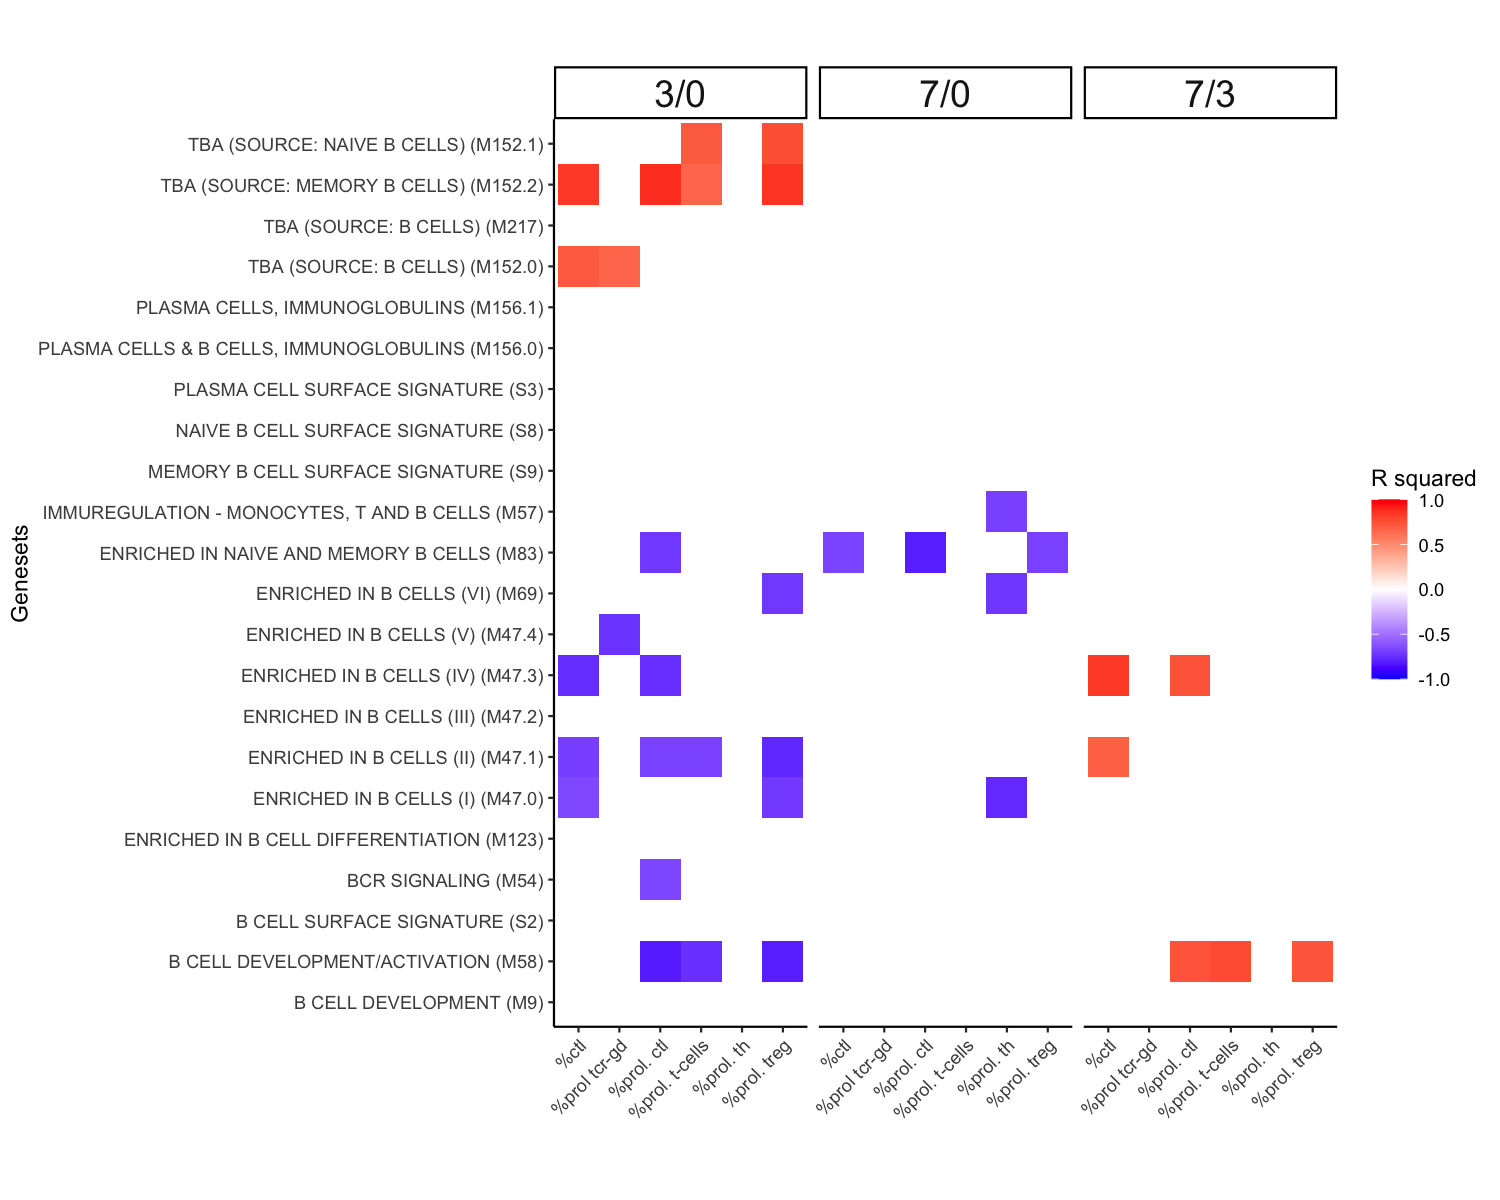 3/0
7/0
7/3
TBA (SOURCE: NAIVE B CELLS) (M152.1)
TBA (SOURCE: MEMORY B CELLS) (M152.2)
TBA (SOURCE: B CELLS) (M217)
TBA (SOURCE: B CELLS) (M152.0)
PLASMA CELLS, IMMUNOGLOBULINS (M156.1)
PLASMA CELLS & B CELLS, IMMUNOGLOBULINS (M156.0)
PLASMA CELL SURFACE SIGNATURE (S3)
NAIVE B CELL SURFACE SIGNATURE (S8)
MEMORY B CELL SURFACE SIGNATURE (S9)
IMMUREGULATION - MONOCYTES, T AND B CELLS (M57)
ENRICHED IN NAIVE AND MEMORY B CELLS (M83)
ENRICHED IN B CELLS (VI) (M69)
ENRICHED IN B CELLS (V) (M47.4)
ENRICHED IN B CELLS (IV) (M47.3)
ENRICHED IN B CELLS (III) (M47.2)
ENRICHED IN B CELLS (II) (M47.1)
ENRICHED IN B CELLS (I) (M47.0)
ENRICHED IN B CELL DIFFERENTIATION (M123)
BCR SIGNALING (M54)
B CELL SURFACE SIGNATURE (S2)
B CELL DEVELOPMENT/ACTIVATION (M58)
B CELL DEVELOPMENT (M9)
Genesets
%ctl
%prol tcr-gd
%prol. ctl
%prol. t-cells
%prol. th
%prol. treg
%ctl
%prol tcr-gd
%prol. ctl
%prol. t-cells
%prol. th
%prol. treg
%ctl
%prol tcr-gd
%prol. ctl
%prol. t-cells
%prol. th
%prol. treg
R squared
1.0
0.5
0.0
-0.5
-1.0